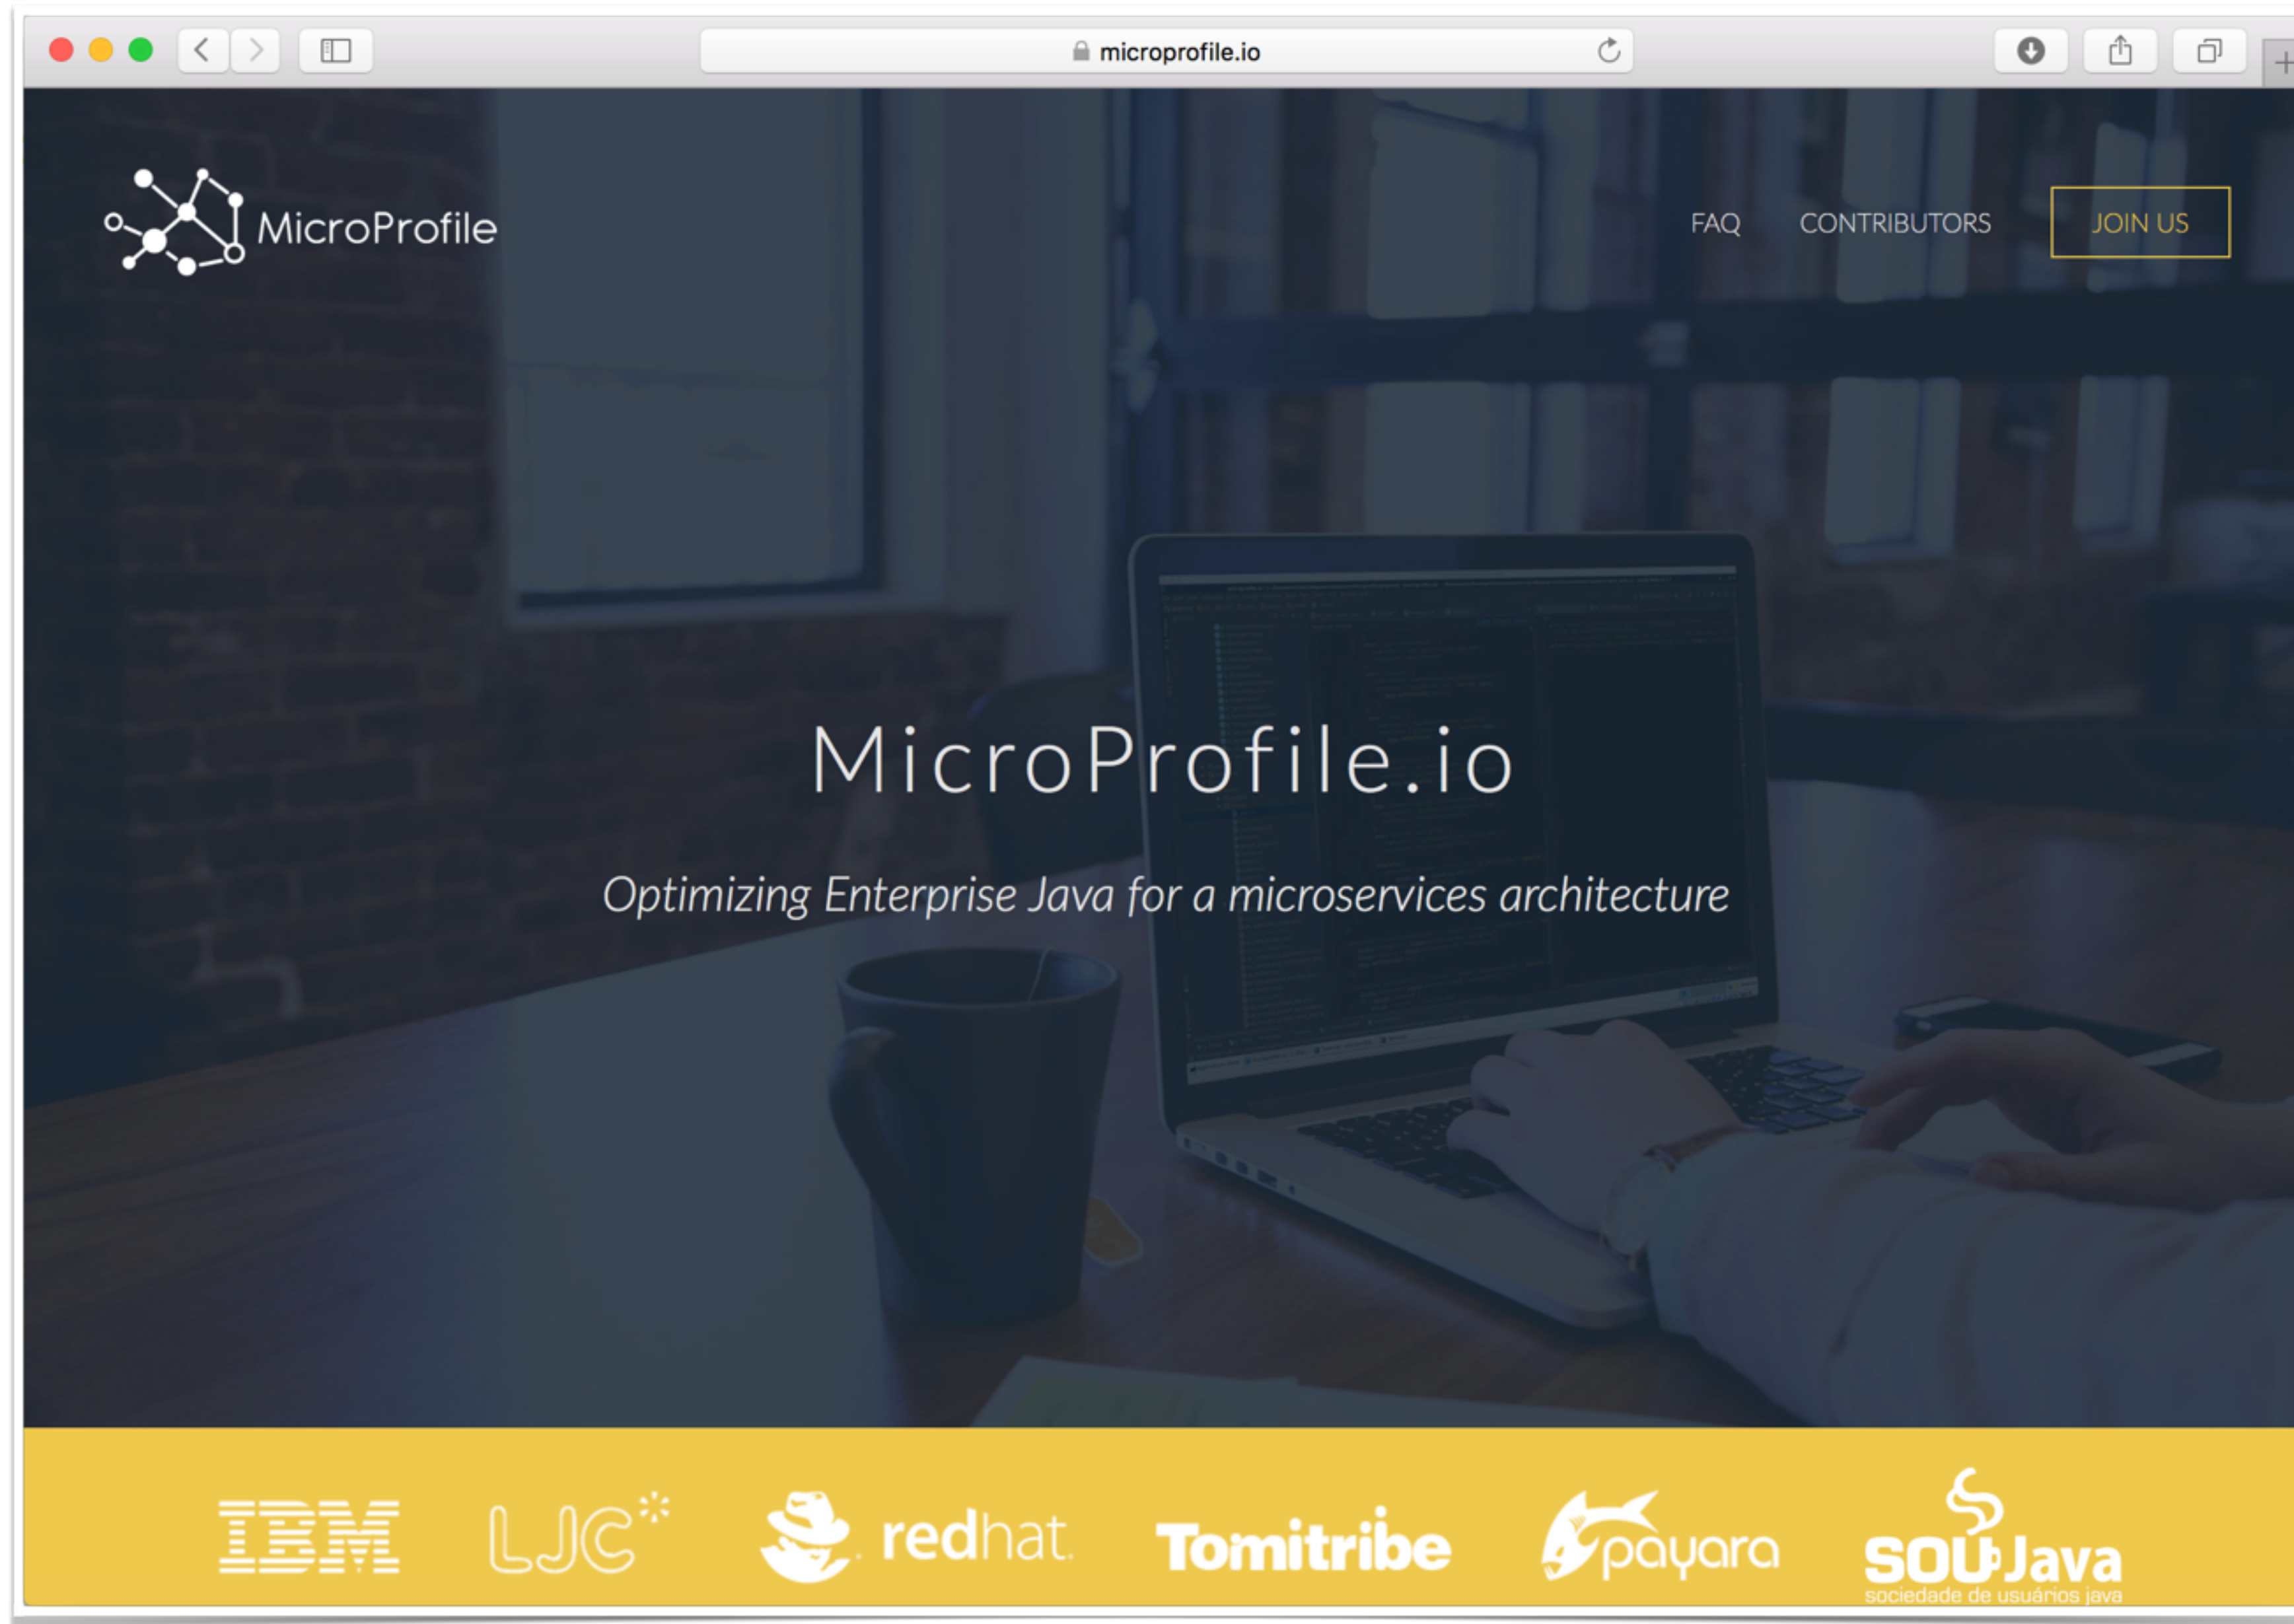 microprofile.io
MicroProfile
FAQ CONTRIBUTORS JOIN US
MicroProfile.io
Optimizing Enterprise Java for a microservices architecture
IBM LJC redhat. Tomitribe payara SOUJava
sociedade de usuários java